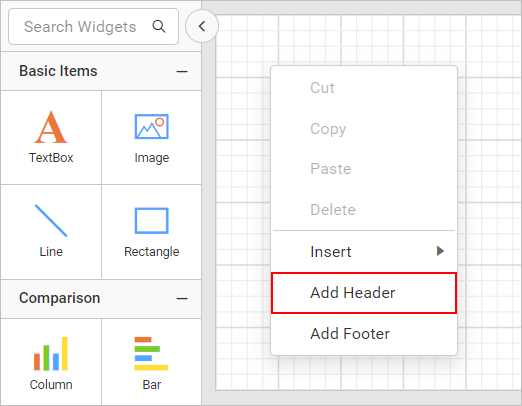 Search Widgets
Basic Items
TextBox
Image
Line
Rectangle
Comparison
Column
Bar
Cut
Copy
Paste
Delete
Insert
Add Header
Add Footer